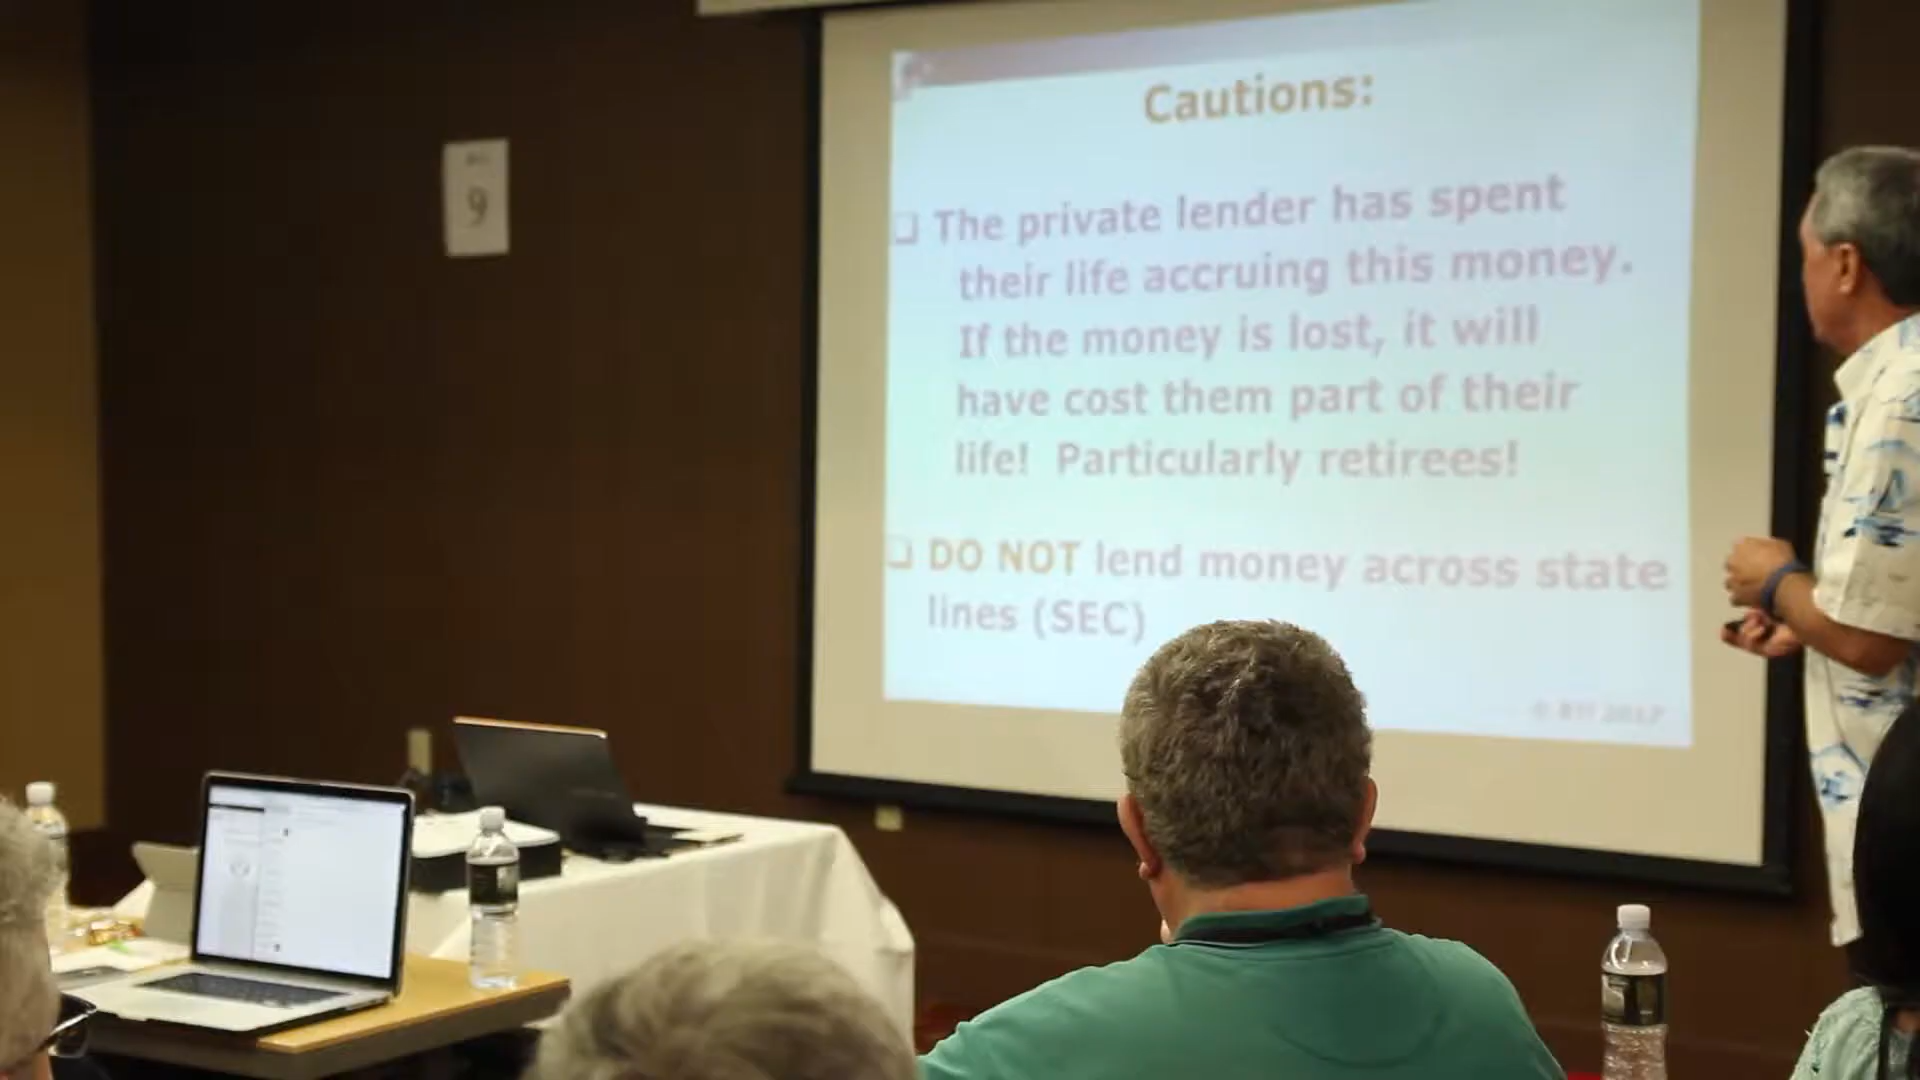 Cautions:
❑ The private lender has spent
their life accruing this money.
If the money is lost, it will
have cost them part of their
life! Particularly retirees!
❑ DO NOT lend money across state
lines (SEC)
9